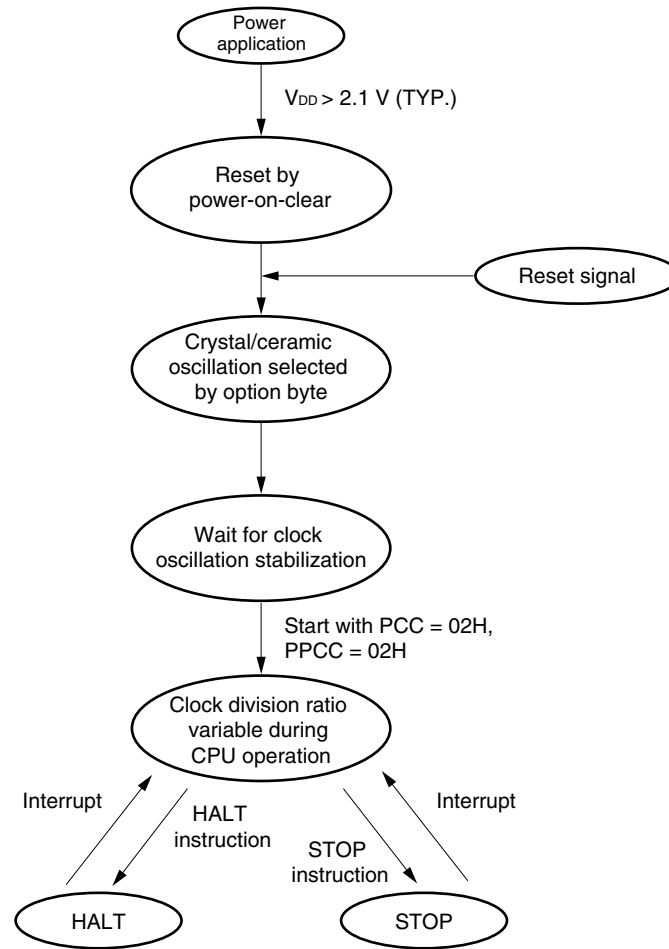 Power
application
VDD > 2.1 V (TYP.)
Reset by
power-on-clear
Reset signal
Crystal/ceramic
oscillation selected
by option byte
Wait for clock
oscillation stabilization
Start with PCC = 02H,
PPCC = 02H
Clock division ratio
variable during
CPU operation
Interrupt
HALT
instruction
STOP
instruction
Interrupt
HALT
STOP